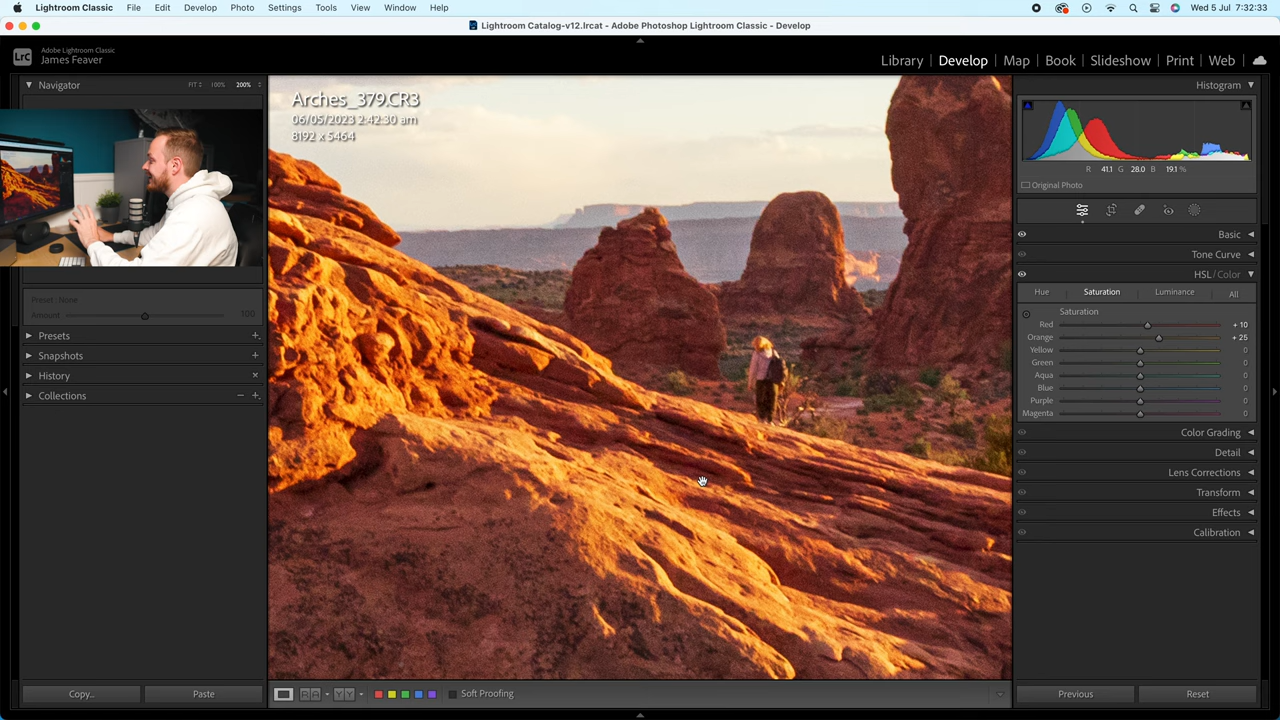 Lightroom Classic File Edit Develop Photo Settings Tools View Window Help Wed 5 Jul 7:32:33
Lightroom Catalog-v12.lrcat - Adobe Photoshop Lightroom Classic - Develop
LrC Adobe Lightroom Classic
James Feaver
Library | Develop | Map | Book | Slideshow | Print | Web
Navigator FIT 100% 200%
Arches_379.CR3
06/05/2023 2:42:30 am
8192 x 5464
Preset : None
Amount 100
Presets
Snapshots
History
Collections
Copy... Paste
Soft Proofing
Histogram
R 41.1 G 28.0 B 19.1 %
Original Photo
Basic
Tone Curve
HSL / Color
Hue Saturation Luminance All
Saturation
Red + 10
Orange + 25
Yellow 0
Green 0
Aqua 0
Blue 0
Purple 0
Magenta 0
Color Grading
Detail
Lens Corrections
Transform
Effects
Calibration
Previous Reset